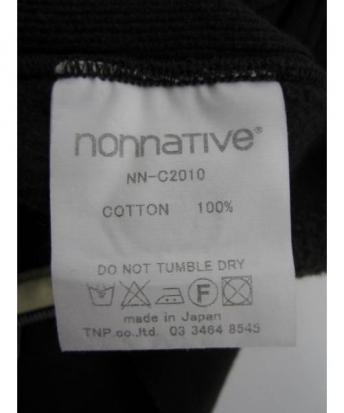 nonnative®
NN-C2010
COTTON 100%
DO NOT TUMBLE DRY
F
made in Japan
TNP.co.,ltd. 03 3464 8545